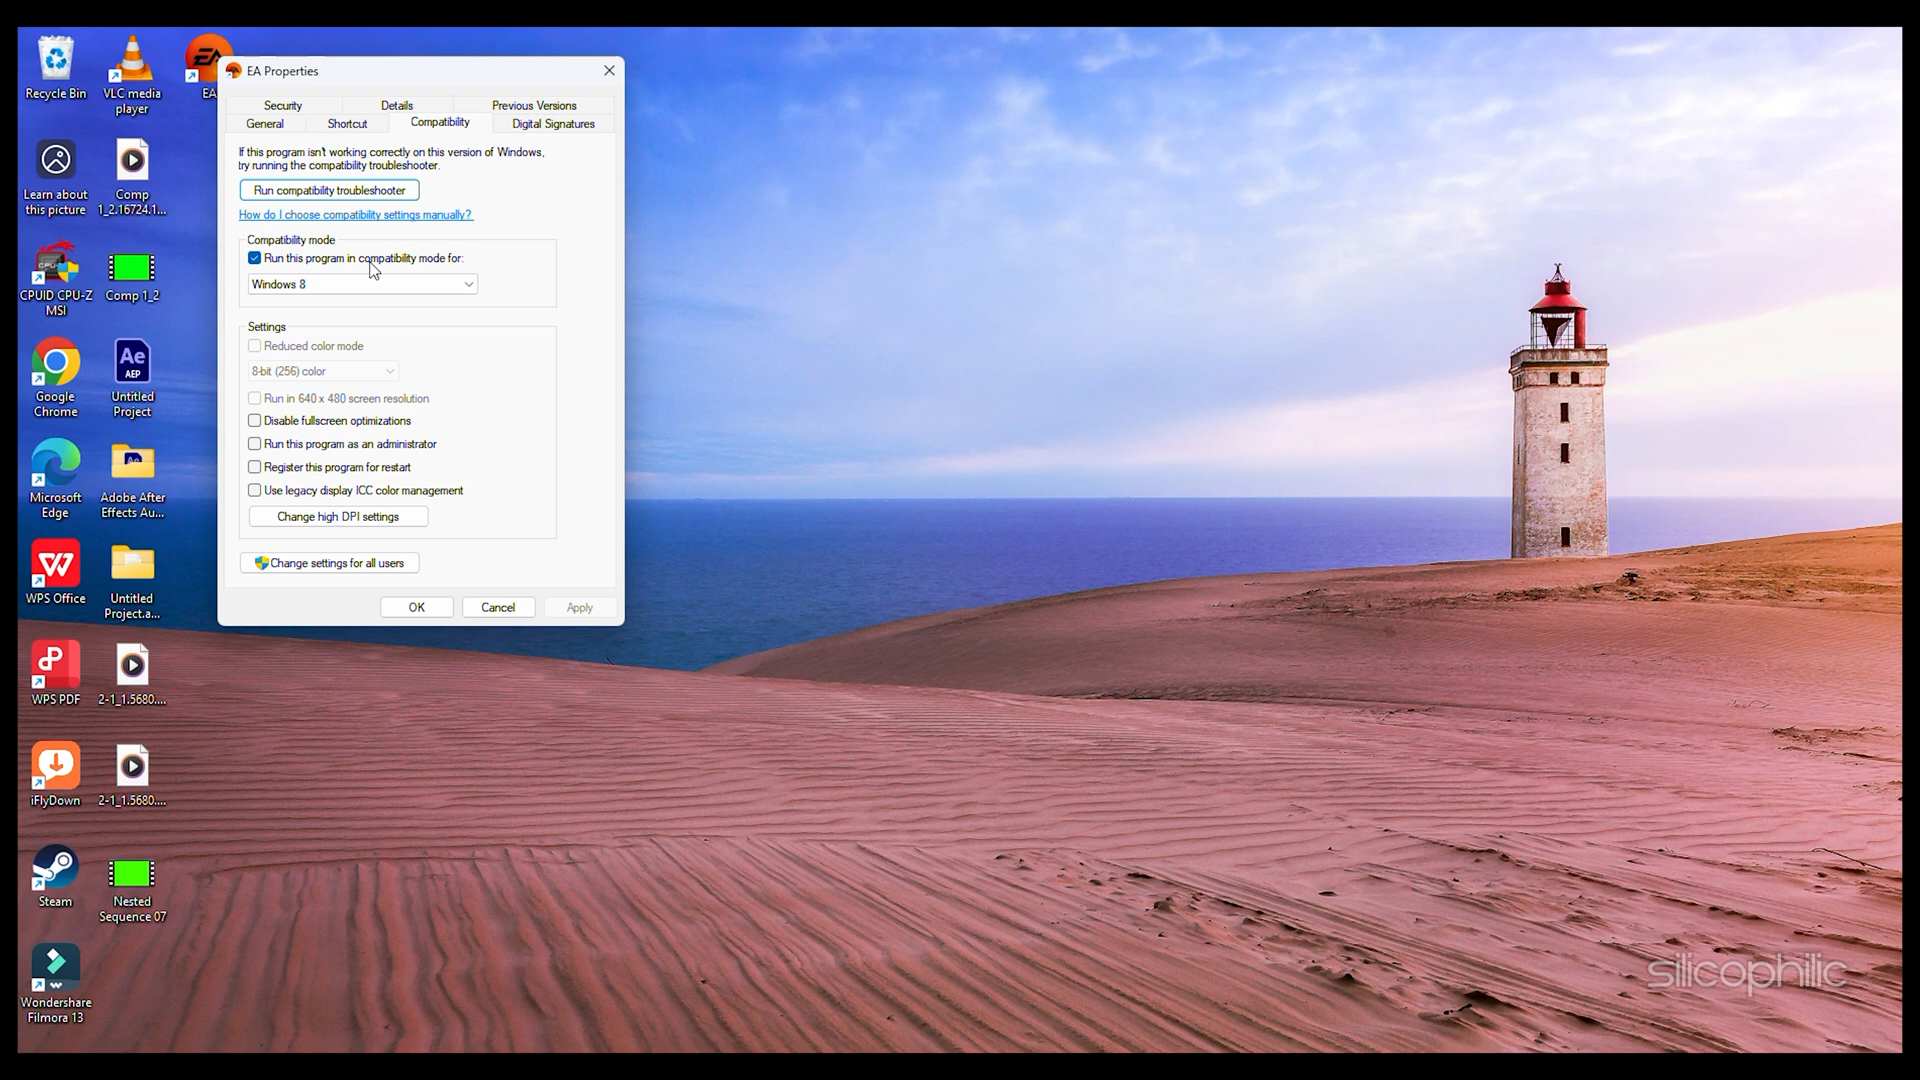 Recycle Bin
VLC media
player
EA
Learn about
this picture
Comp
1_2.16724.1...
CPUID CPU-Z
MSI
Comp 1_2
Google
Chrome
Ae
AEP
Untitled
Project
Microsoft
Edge
Adobe After
Effects Au...
WPS Office
Untitled
Project.a...
WPS PDF
2-1_1.5680....
iFlyDown
2-1_1.5680....
Steam
Nested
Sequence 07
Wondershare
Filmora 13
EA Properties
Security
Details
Previous Versions
General
Shortcut
Compatibility
Digital Signatures
If this program isn't working correctly on this version of Windows,
try running the compatibility troubleshooter.
Run compatibility troubleshooter
How do I choose compatibility settings manually?
Compatibility mode
Run this program in compatibility mode for:
Windows 8
Settings
Reduced color mode
8-bit (256) color
Run in 640 x 480 screen resolution
Disable fullscreen optimizations
Run this program as an administrator
Register this program for restart
Use legacy display ICC color management
Change high DPI settings
Change settings for all users
OK
Cancel
Apply
silicophilic